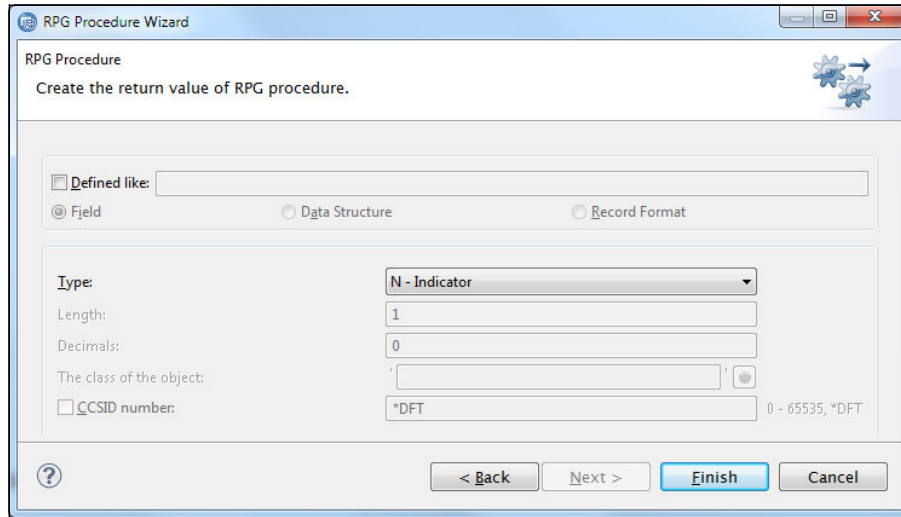 RPG Procedure Wizard
RPG Procedure
Create the return value of RPG procedure.
Defined like:
Field Data Structure Record Format
Type: N - Indicator
Length: 1
Decimals: 0
The class of the object: ' '
CCSID number: *DFT 0 - 65535, *DFT
? < Back Next > Finish Cancel